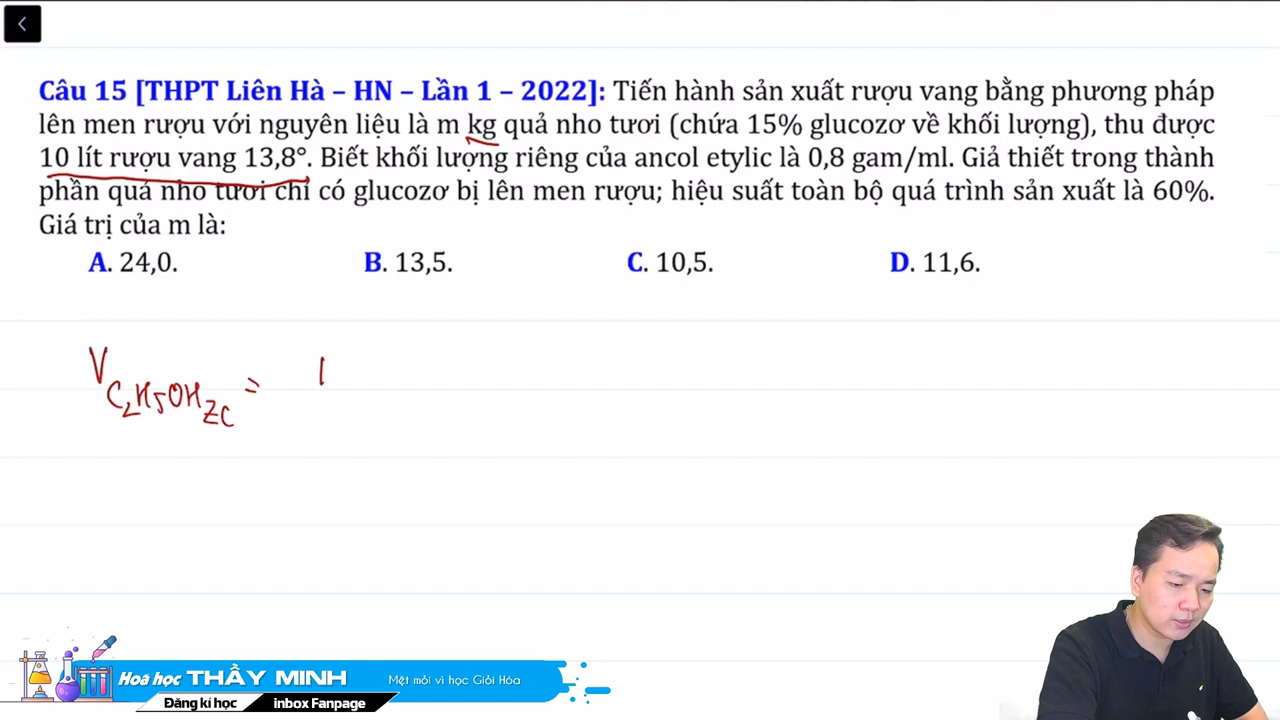 Câu 15 [THPT Liên Hà – HN – Lần 1 – 2022]: Tiến hành sản xuất rượu vang bằng phương pháp
lên men rượu với nguyên liệu là m kg quả nho tươi (chứa 15% glucozơ về khối lượng), thu được
10 lít rượu vang 13,8°. Biết khối lượng riêng của ancol etylic là 0,8 gam/ml. Giả thiết trong thành
phần quả nho tươi chỉ có glucozơ bị lên men rượu; hiệu suất toàn bộ quá trình sản xuất là 60%.
Giá trị của m là:
A. 24,0. B. 13,5. C. 10,5. D. 11,6.
V C2H5OH ZC = 1
Hoá học THẦY MINH
Mệt mỏi vì học Giỏi Hóa
Đăng kí học inbox Fanpage